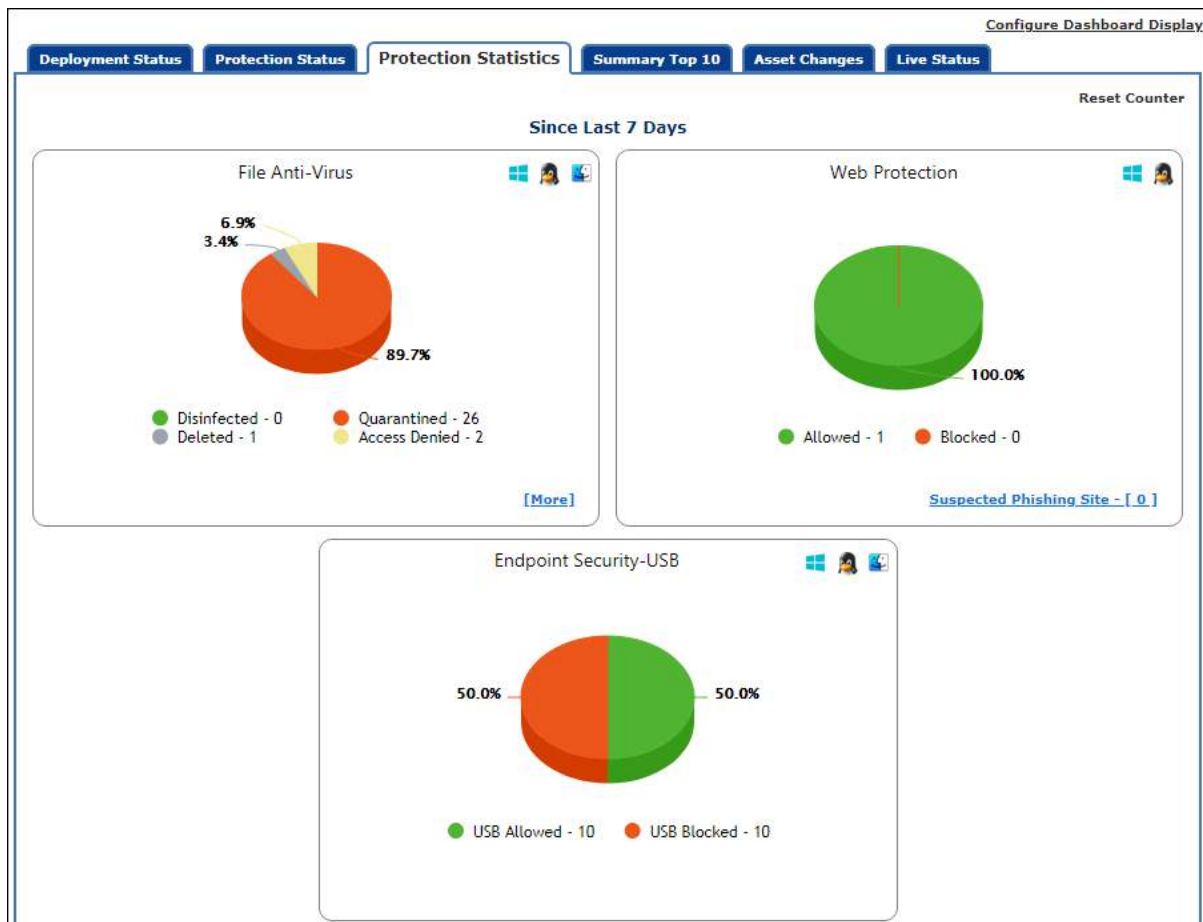 Configure Dashboard Display
Deployment Status Protection Status Protection Statistics Summary Top 10 Asset Changes Live Status
Reset Counter
Since Last 7 Days
File Anti-Virus
6.9%
3.4%
89.7%
Disinfected - 0 Quarantined - 26
Deleted - 1 Access Denied - 2
[More]
Web Protection
100.0%
Allowed - 1 Blocked - 0
Suspected Phishing Site - [ 0 ]
Endpoint Security-USB
50.0% 50.0%
USB Allowed - 10 USB Blocked - 10